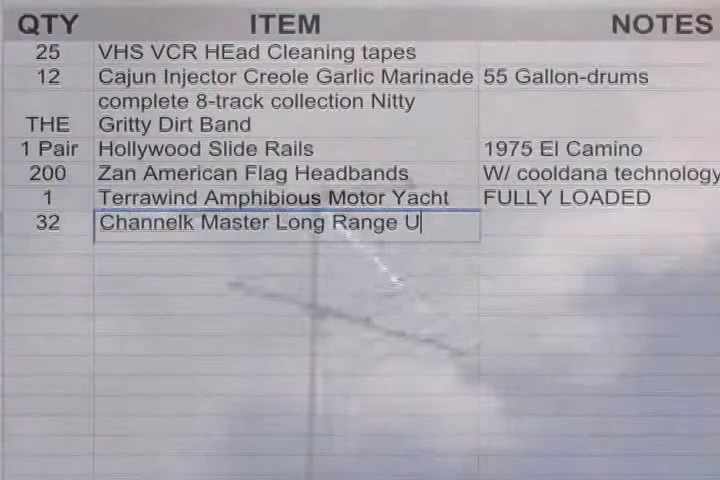 QTY ITEM NOTES
25 VHS VCR HEad Cleaning tapes
12 Cajun Injector Creole Garlic Marinade 55 Gallon-drums
complete 8-track collection Nitty
THE Gritty Dirt Band
1 Pair Hollywood Slide Rails 1975 El Camino
200 Zan American Flag Headbands W/ cooldana technology
1 Terrawind Amphibious Motor Yacht FULLY LOADED
32 Channelk Master Long Range U